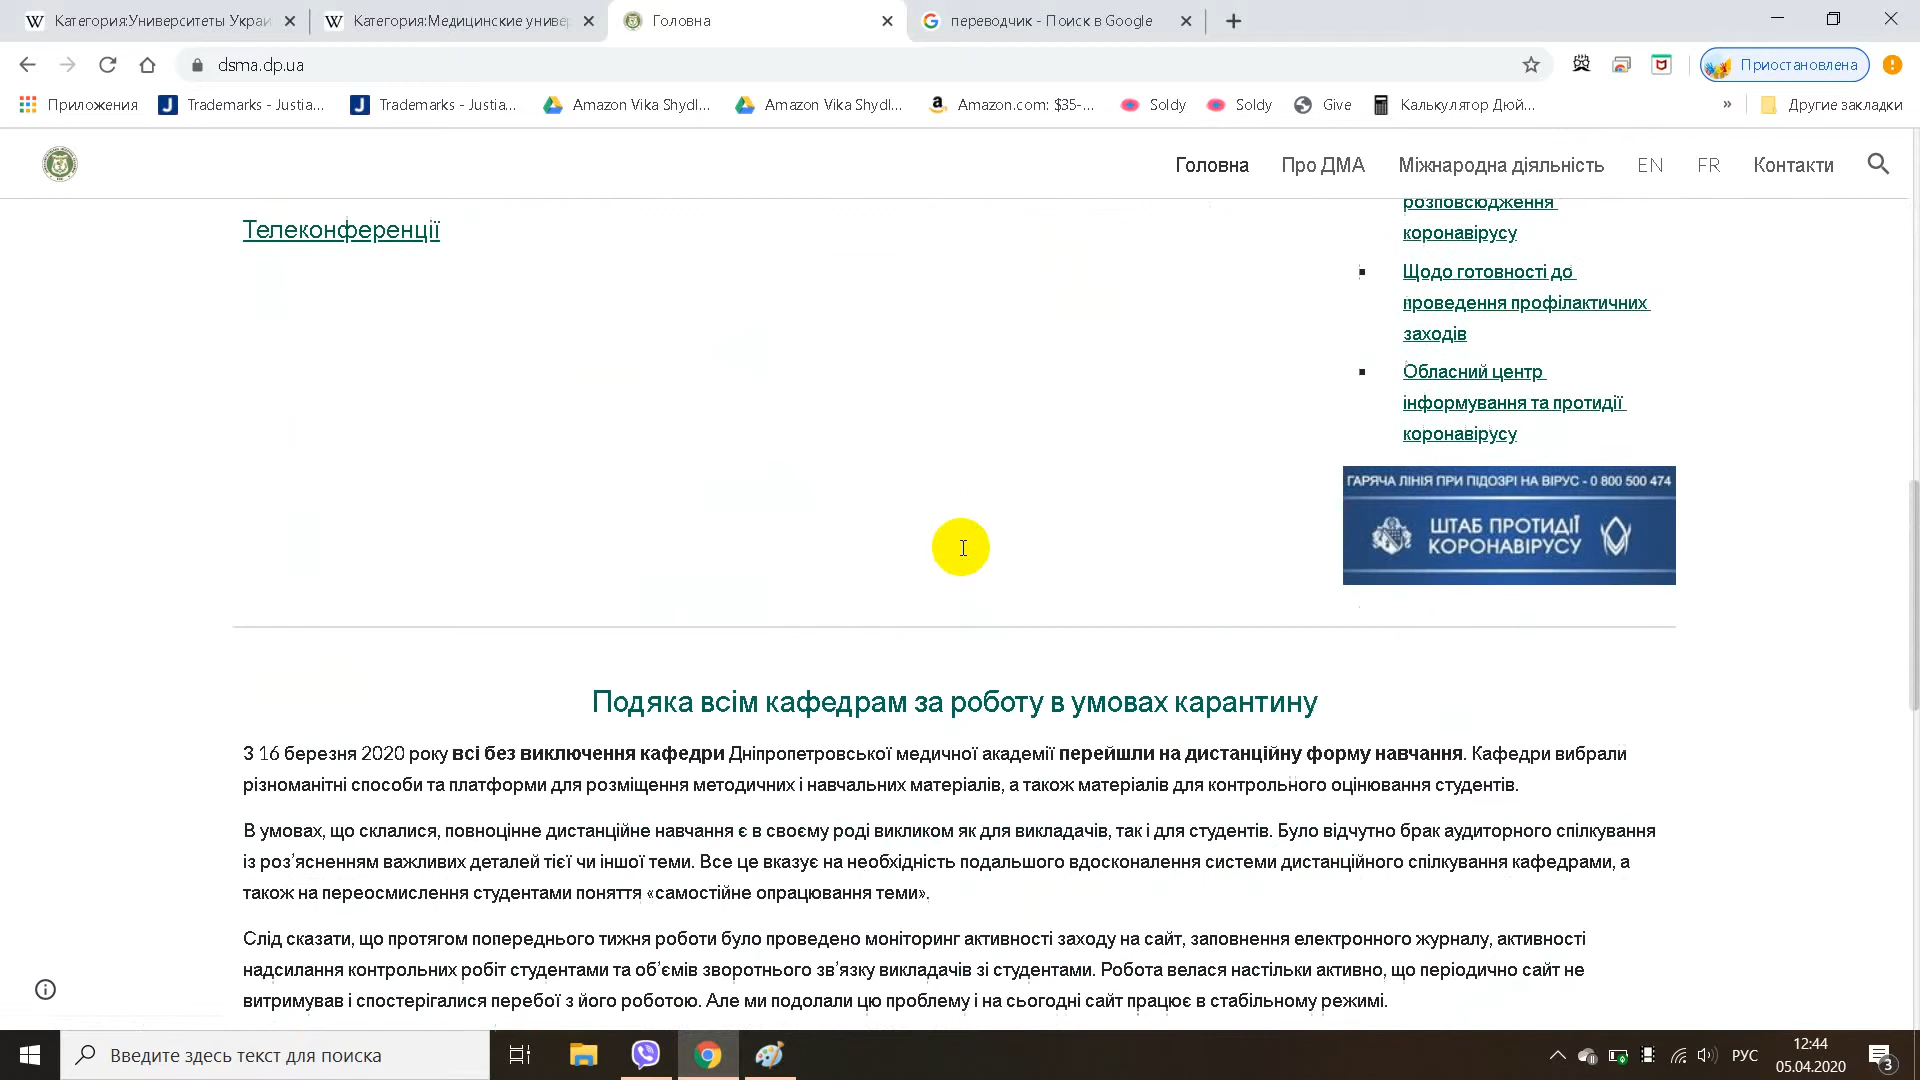 Категория:Университеты Украи
Категория:Медицинские униве
Головна
переводчик - Поиск в Google
dsma.dp.ua
Приостановлена
Приложения
Trademarks - Justia...
Trademarks - Justia...
Amazon Vika Shydl...
Amazon Vika Shydl...
Amazon.com: $35-...
Soldy
Soldy
Give
Калькулятор Дюй...
»
Другие закладки
Головна
Про ДМА
Міжнародна діяльність
EN
FR
Контакти
Телеконференції
розповсюдження
коронавірусу
Щодо готовності до
проведення профілактичних
заходів
Обласний центр
інформування та протидії
коронавірусу
ГАРЯЧА ЛІНІЯ ПРИ ПІДОЗРІ НА ВІРУС - 0 800 500 474
ШТАБ ПРОТИДІЇ
КОРОНАВІРУСУ
Подяка всім кафедрам за роботу в умовах карантину
З 16 березня 2020 року всі без виключення кафедри Дніпропетровської медичної академії перейшли на дистанційну форму навчання. Кафедри вибрали
різноманітні способи та платформи для розміщення методичних і навчальних матеріалів, а також матеріалів для контрольного оцінювання студентів.
В умовах, що склалися, повноцінне дистанційне навчання є в своєму роді викликом як для викладачів, так і для студентів. Було відчутно брак аудиторного спілкування
із роз'ясненням важливих деталей тієї чи іншої теми. Все це вказує на необхідність подальшого вдосконалення системи дистанційного спілкування кафедрами, а
також на переосмислення студентами поняття «самостійне опрацювання теми».
Слід сказати, що протягом попереднього тижня роботи було проведено моніторинг активності заходу на сайт, заповнення електронного журналу, активності
надсилання контрольних робіт студентами та об'ємів зворотнього зв'язку викладачів зі студентами. Робота велася настільки активно, що періодично сайт не
витримував і спостерігалися перебої з його роботою. Але ми подолали цю проблему і на сьогодні сайт працює в стабільному режимі.
Введите здесь текст для поиска
РУС
12:44
05.04.2020
3